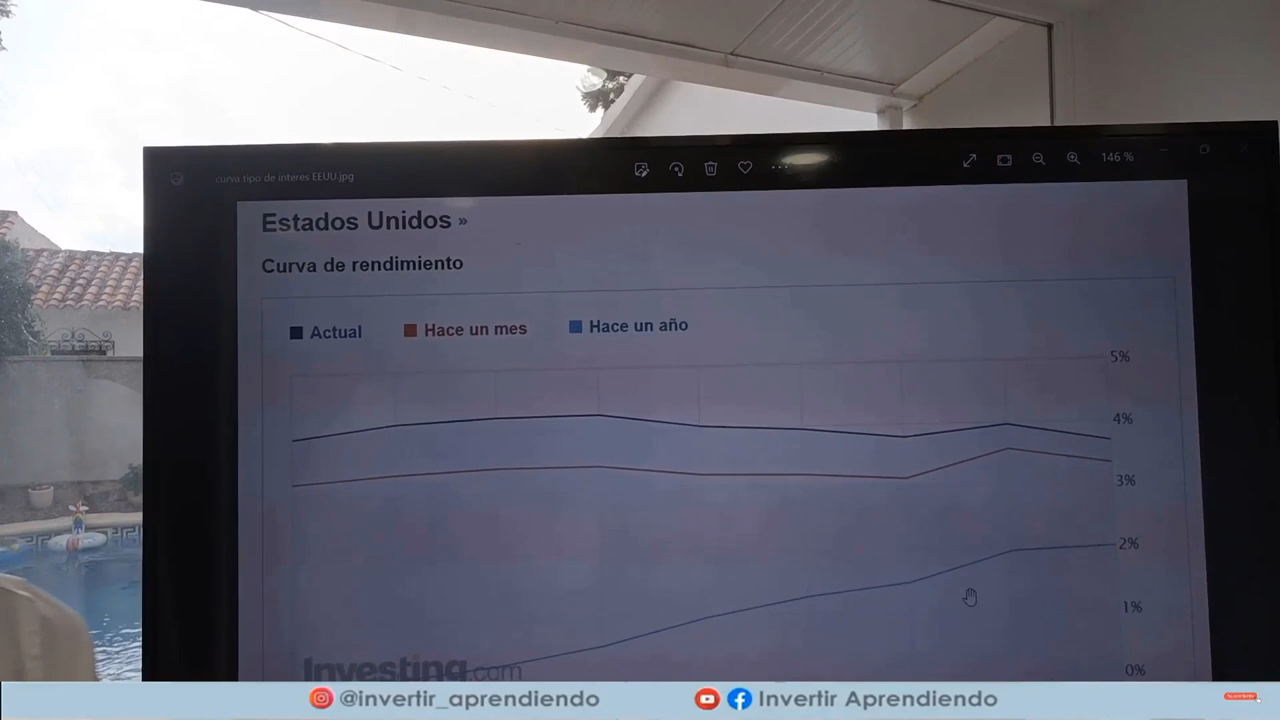 curva tipo de interes EEUU.jpg
146 %
Estados Unidos »
Curva de rendimiento
Actual Hace un mes Hace un año
5%
4%
3%
2%
1%
0%
Investing.com
@invertir_aprendiendo Invertir Aprendiendo